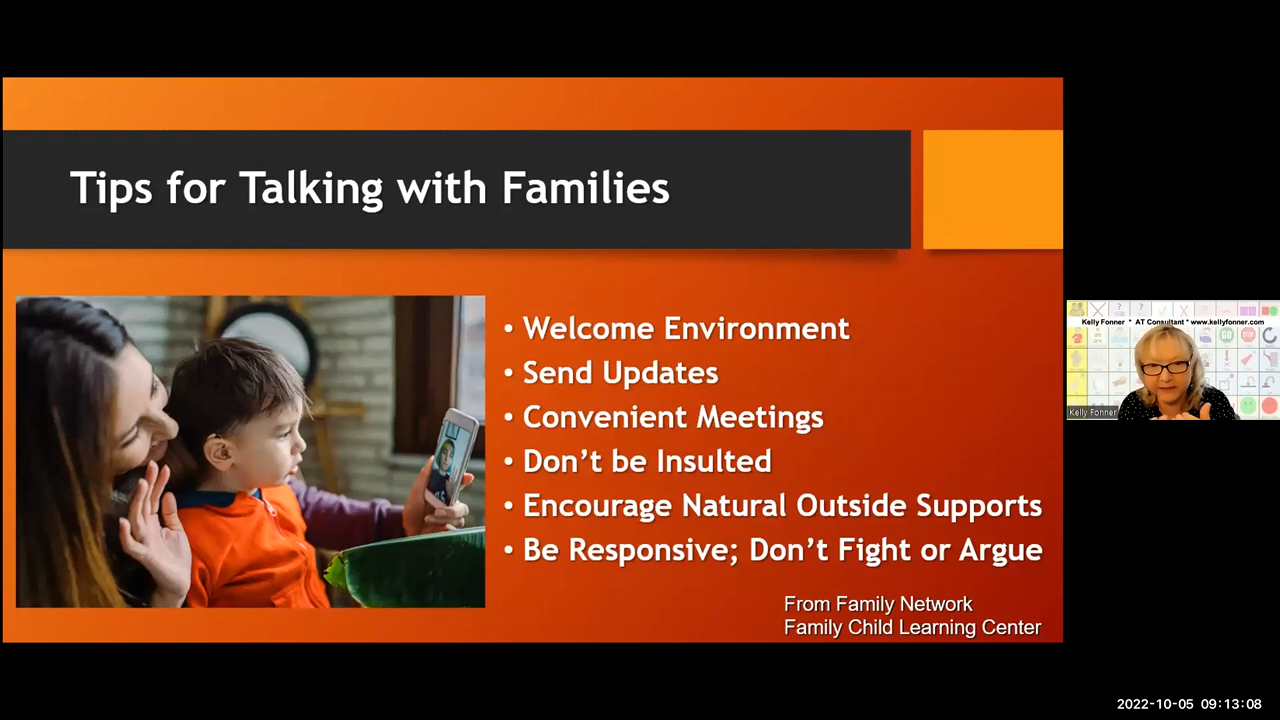 Tips for Talking with Families
• Welcome Environment
• Send Updates
• Convenient Meetings
• Don't be Insulted
• Encourage Natural Outside Supports
• Be Responsive; Don't Fight or Argue
From Family Network
Family Child Learning Center
Kelly Fonner * AT Consultant * www.kellyfonner.com
Kelly Fonner
2022-10-05 09:13:08